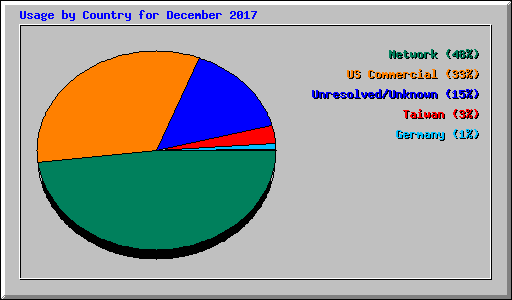 Usage by Country for December 2017
Network (48%)
US Commercial (33%)
Unresolved/Unknown (15%)
Taiwan (3%)
Germany (1%)